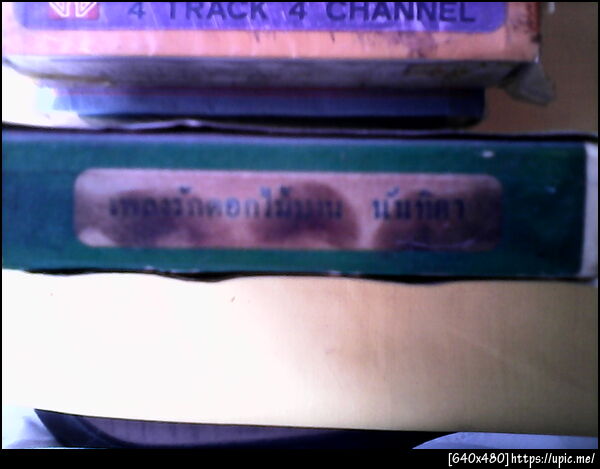 4 TRACK 4 CHANNEL
เพลงรักดอกไม้บาน นันทิดา
[640x480]https://upic.me/